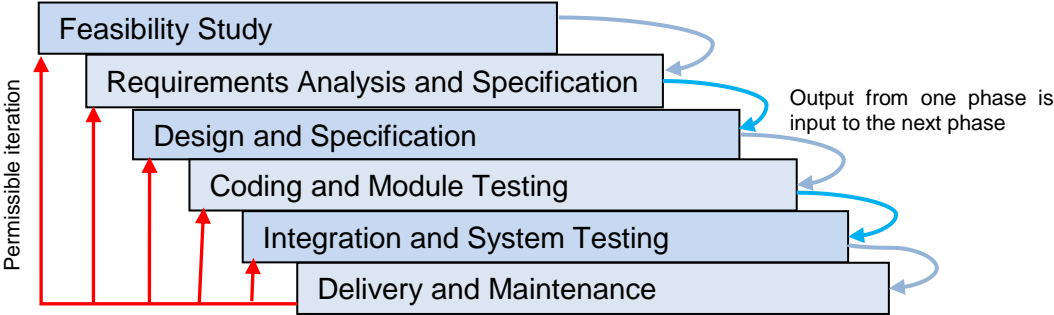 Feasibility Study
Requirements Analysis and Specification
Output from one phase is
input to the next phase
Design and Specification
Coding and Module Testing
Integration and System Testing
Delivery and Maintenance
Permissible iteration